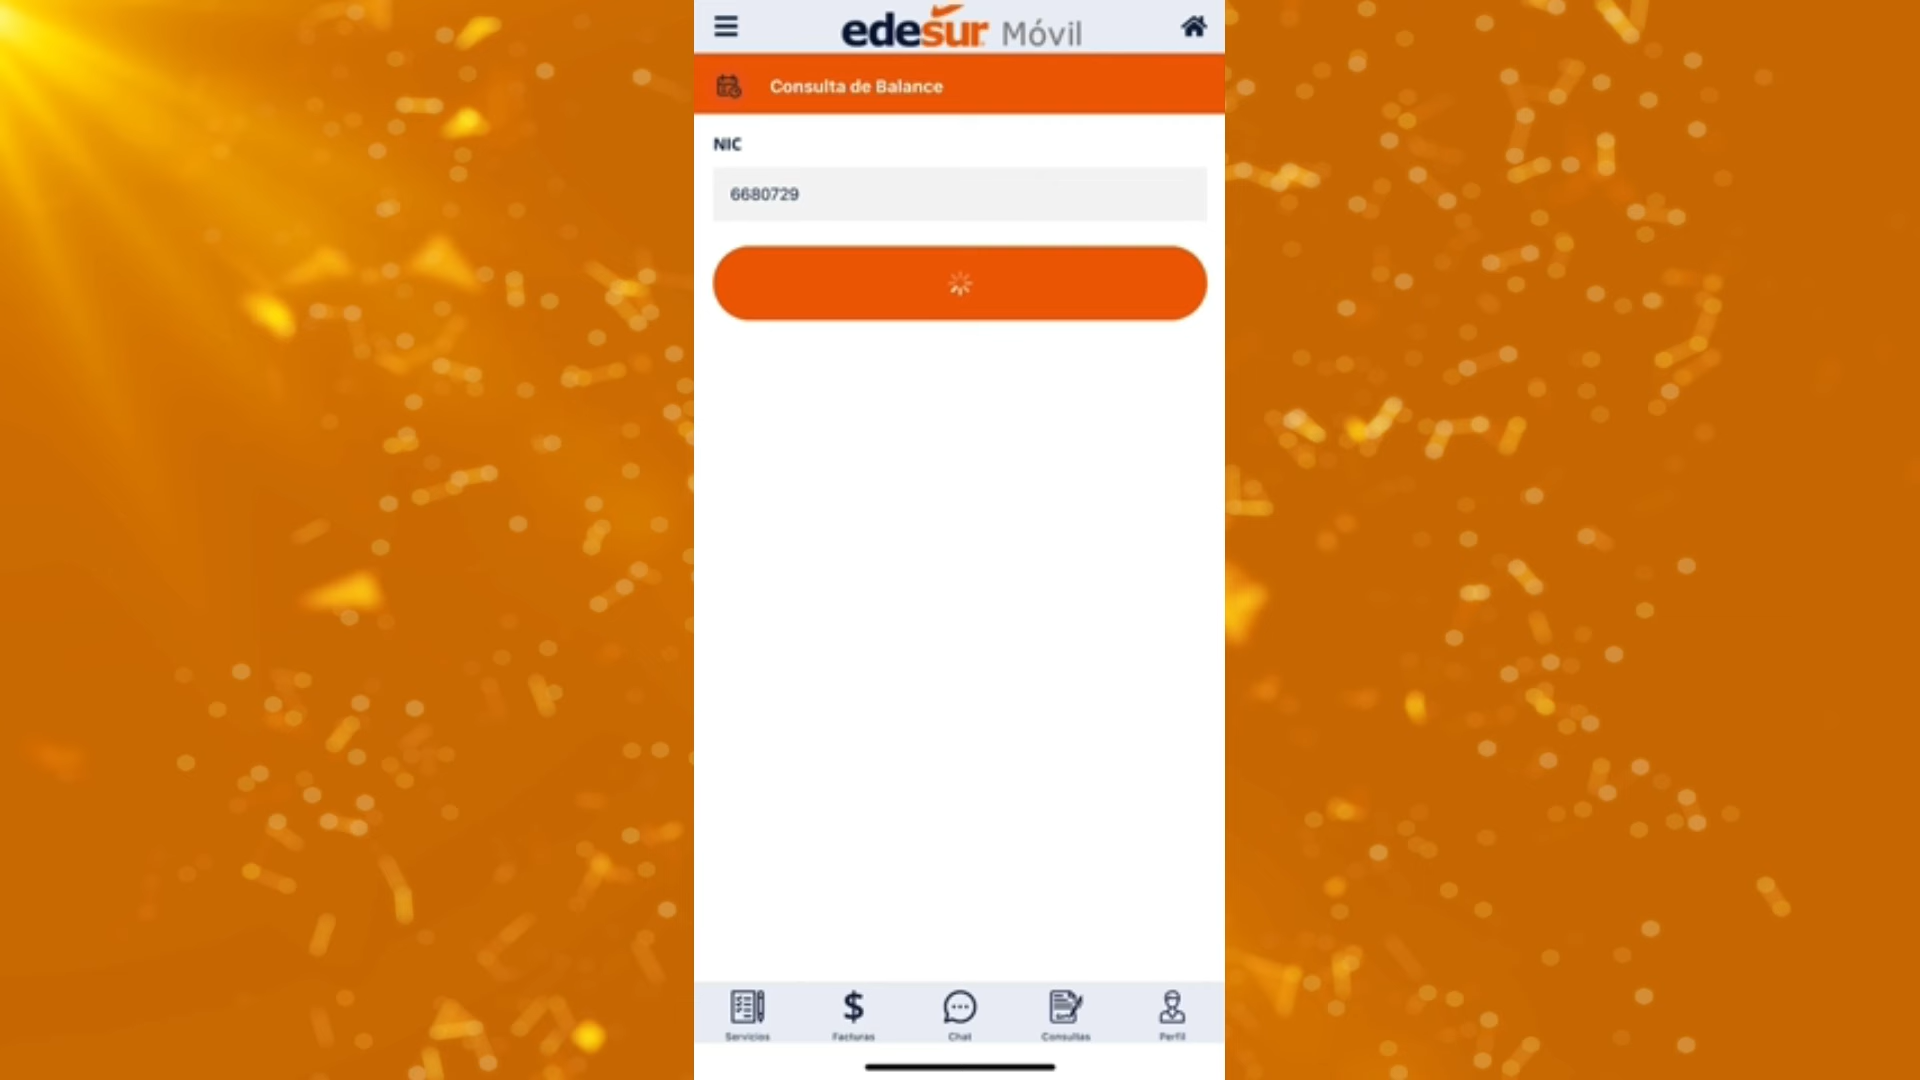 edesur Móvil
Consulta de Balance
NIC
6680729
Servicios
Facturas
Chat
Consultas
Perfil